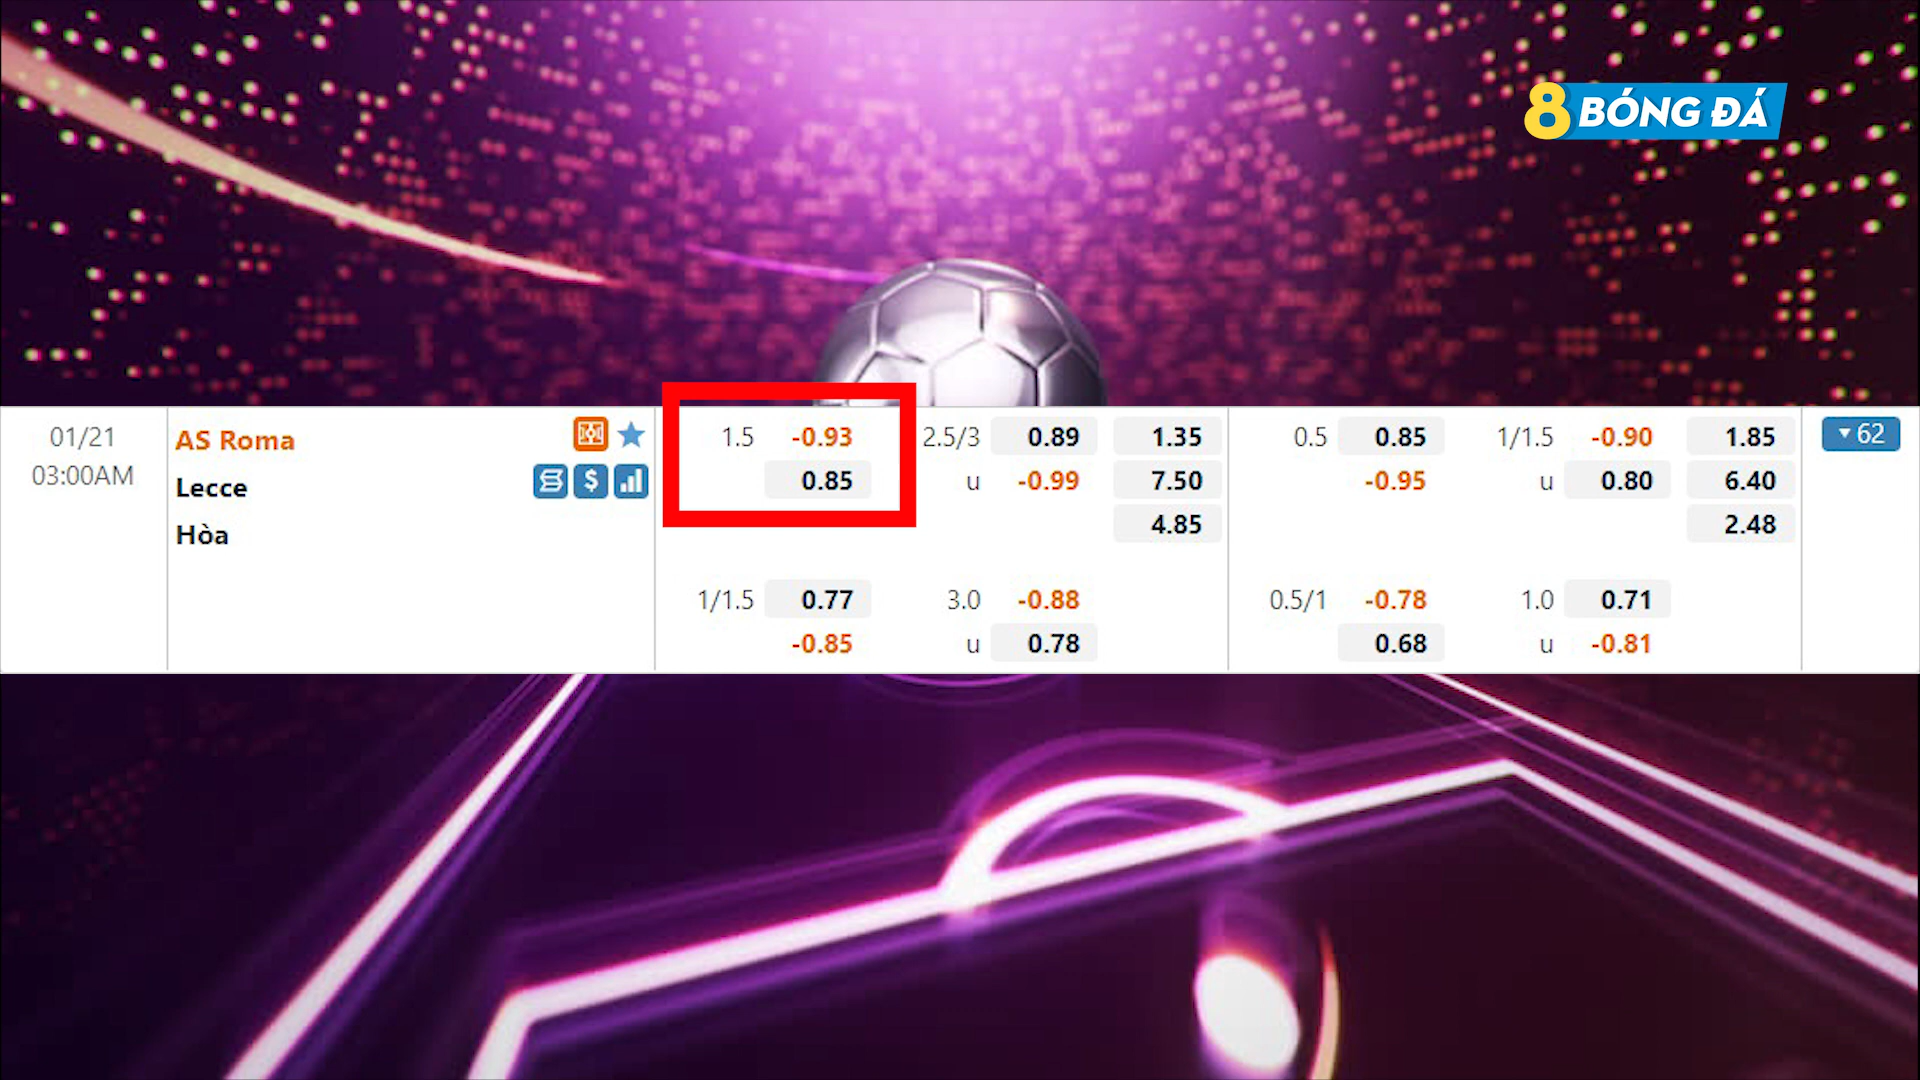 8 BÓNG ĐÁ
01/21 AS Roma 1.5 -0.93 2.5/3 0.89 1.35 0.5 0.85 1/1.5 -0.90 1.85 62
03:00AM Lecce 0.85 u -0.99 7.50 -0.95 u 0.80 6.40
Hòa 4.85 2.48
1/1.5 0.77 3.0 -0.88 0.5/1 -0.78 1.0 0.71
-0.85 u 0.78 0.68 u -0.81